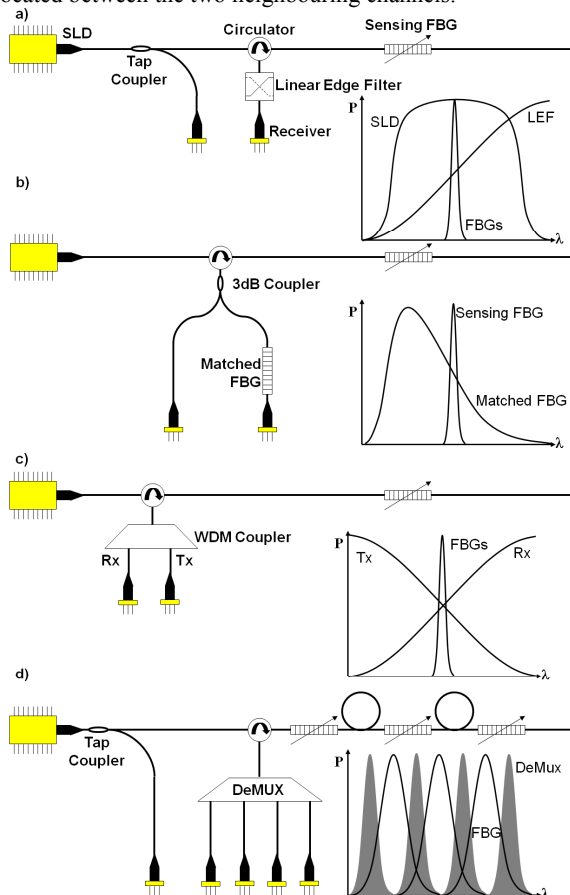 located between the two neighbouring channels.
a)
SLD
Tap
Coupler
Circulator
Sensing FBG
Linear Edge Filter
Receiver
P
SLD
LEF
FBGs
λ
b)
3dB Coupler
Matched
FBG
P
Sensing FBG
Matched FBG
λ
c)
WDM Coupler
Rx
Tx
P
Tx
FBGs
Rx
λ
d)
Tap
Coupler
DeMUX
P
DeMux
FBG
λ